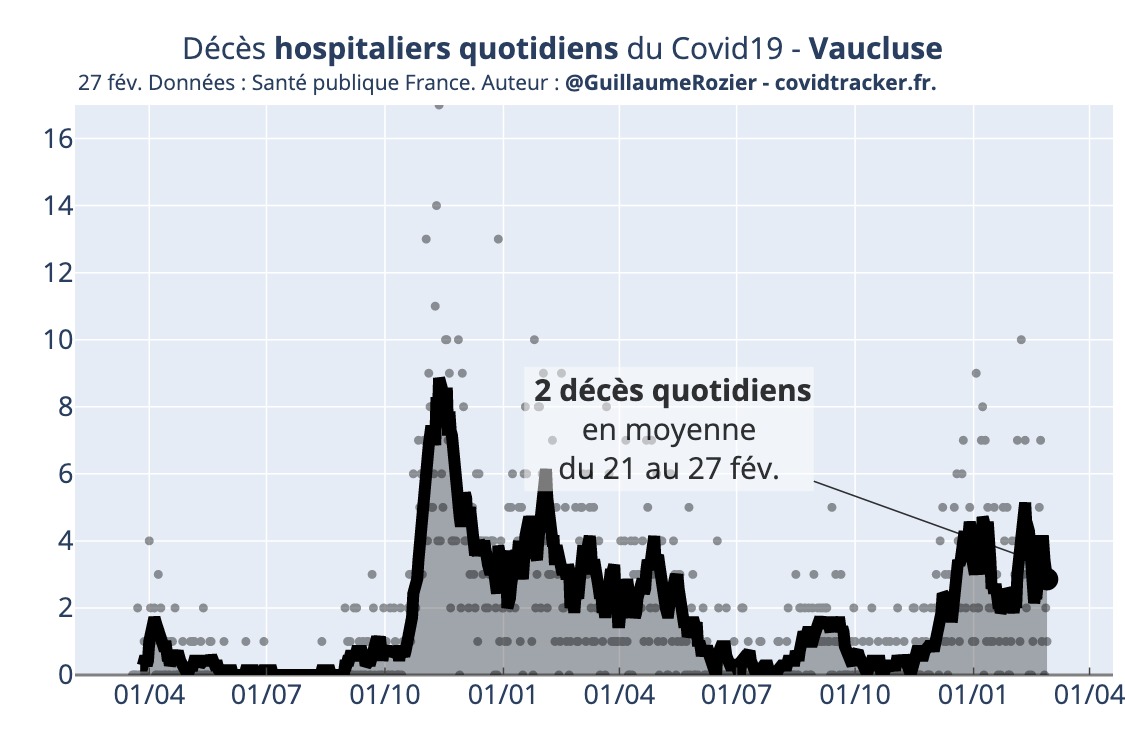 Décès hospitaliers quotidiens du Covid19 - Vaucluse
27 fév. Données : Santé publique France. Auteur : @GuillaumeRozier - covidtracker.fr.
16
14
12
10
8
6
4
2
0
2 décès quotidiens
en moyenne
du 21 au 27 fév.
01/04 01/07 01/10 01/01 01/04 01/07 01/10 01/01 01/04